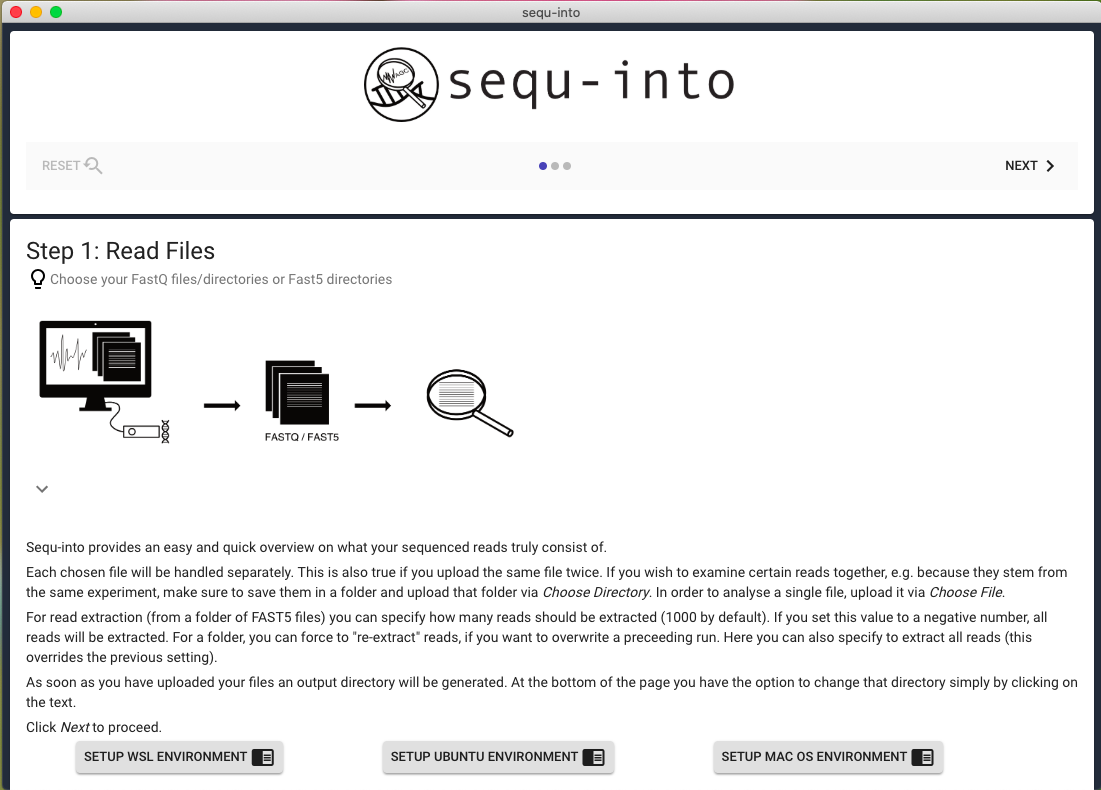 sequ-into
AGC
sequ-into
RESET
NEXT
Step 1: Read Files
Choose your FastQ files/directories or Fast5 directories
FASTQ / FAST5
Sequ-into provides an easy and quick overview on what your sequenced reads truly consist of.
Each chosen file will be handled separately. This is also true if you upload the same file twice. If you wish to examine certain reads together, e.g. because they stem from
the same experiment, make sure to save them in a folder and upload that folder via Choose Directory. In order to analyse a single file, upload it via Choose File.
For read extraction (from a folder of FAST5 files) you can specify how many reads should be extracted (1000 by default). If you set this value to a negative number, all
reads will be extracted. For a folder, you can force to "re-extract" reads, if you want to overwrite a preceeding run. Here you can also specify to extract all reads (this
overrides the previous setting).
As soon as you have uploaded your files an output directory will be generated. At the bottom of the page you have the option to change that directory simply by clicking on
the text.
Click Next to proceed.
SETUP WSL ENVIRONMENT
SETUP UBUNTU ENVIRONMENT
SETUP MAC OS ENVIRONMENT